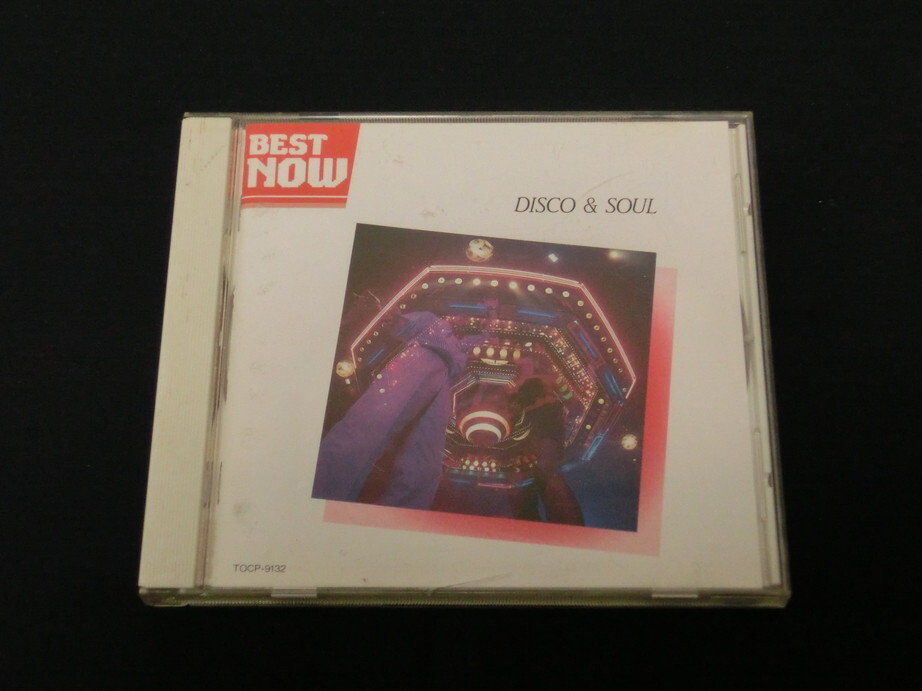 BEST
NOW
DISCO & SOUL
TOCP-9132